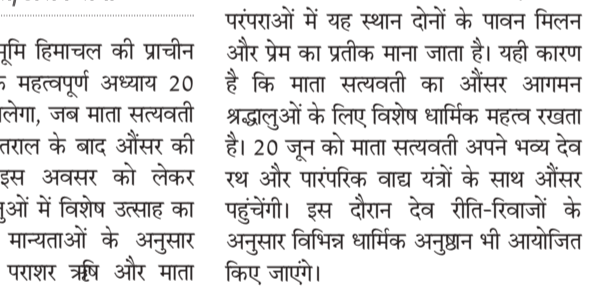 भूमि हिमाचल की प्राचीन
महत्वपूर्ण अध्याय 20
जब माता सत्यवती
के बाद औंसर की
इस अवसर को लेकर
में विशेष उत्साह का
मान्यताओं के अनुसार
पराशर ऋषि और माता
परंपराओं में यह स्थान दोनों के पावन मिलन
और प्रेम का प्रतीक माना जाता है। यही कारण
है कि माता सत्यवती का औंसर आगमन
श्रद्धालुओं के लिए विशेष धार्मिक महत्व रखता
है। 20 जून को माता सत्यवती अपने भव्य देव
रथ और पारंपरिक वाद्य यंत्रों के साथ औंसर
पहुंचेंगी। इस दौरान देव रीति-रिवाजों के
अनुसार विभिन्न धार्मिक अनुष्ठान भी आयोजित
किए जाएंगे।